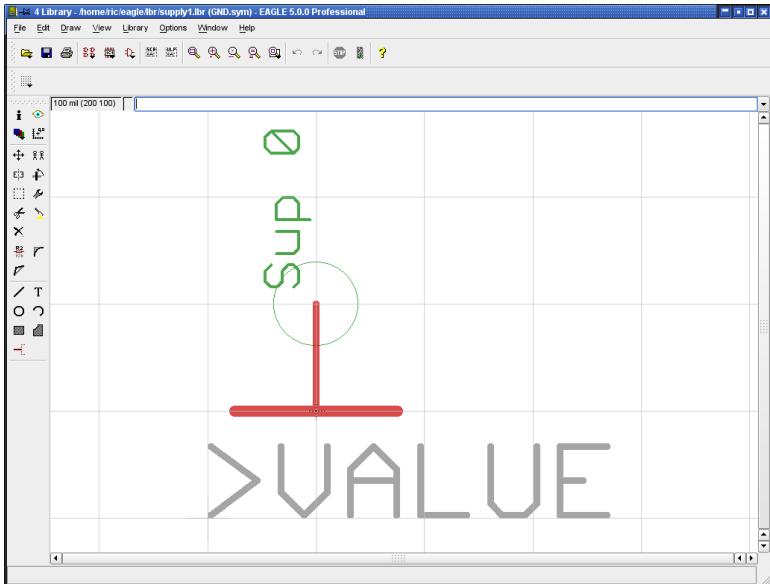 4 Library - /home/ric/eagle/lbr/supply1.lbr (GND.sym) - EAGLE 5.0.0 Professional
File Edit Draw View Library Options Window Help
100 mil (200 100)
Sup 0
>VALUE